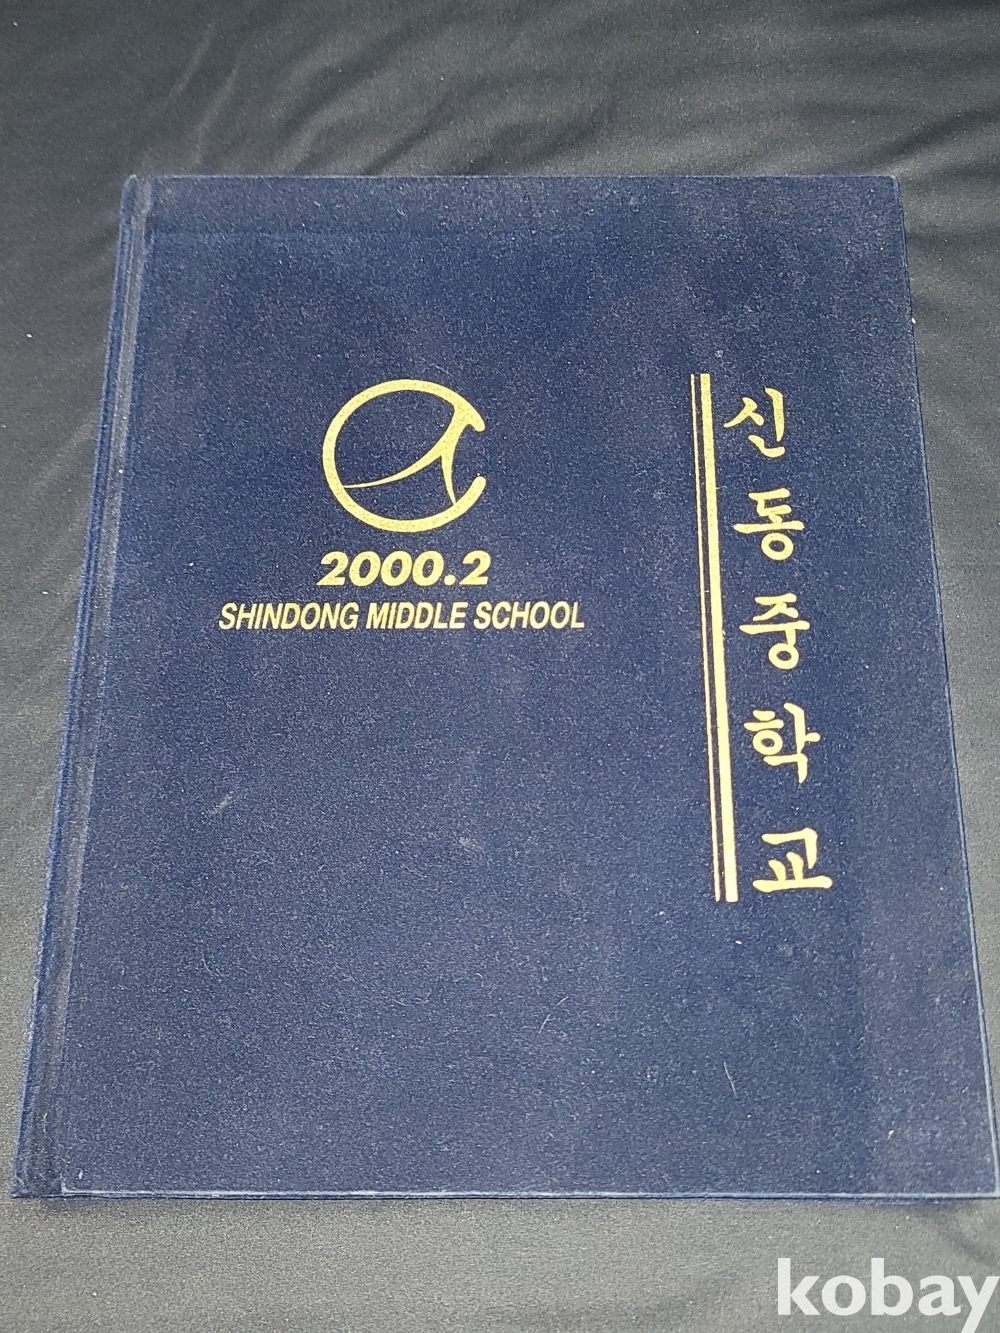 2000.2
SHINDONG MIDDLE SCHOOL
신동중학교
kobay